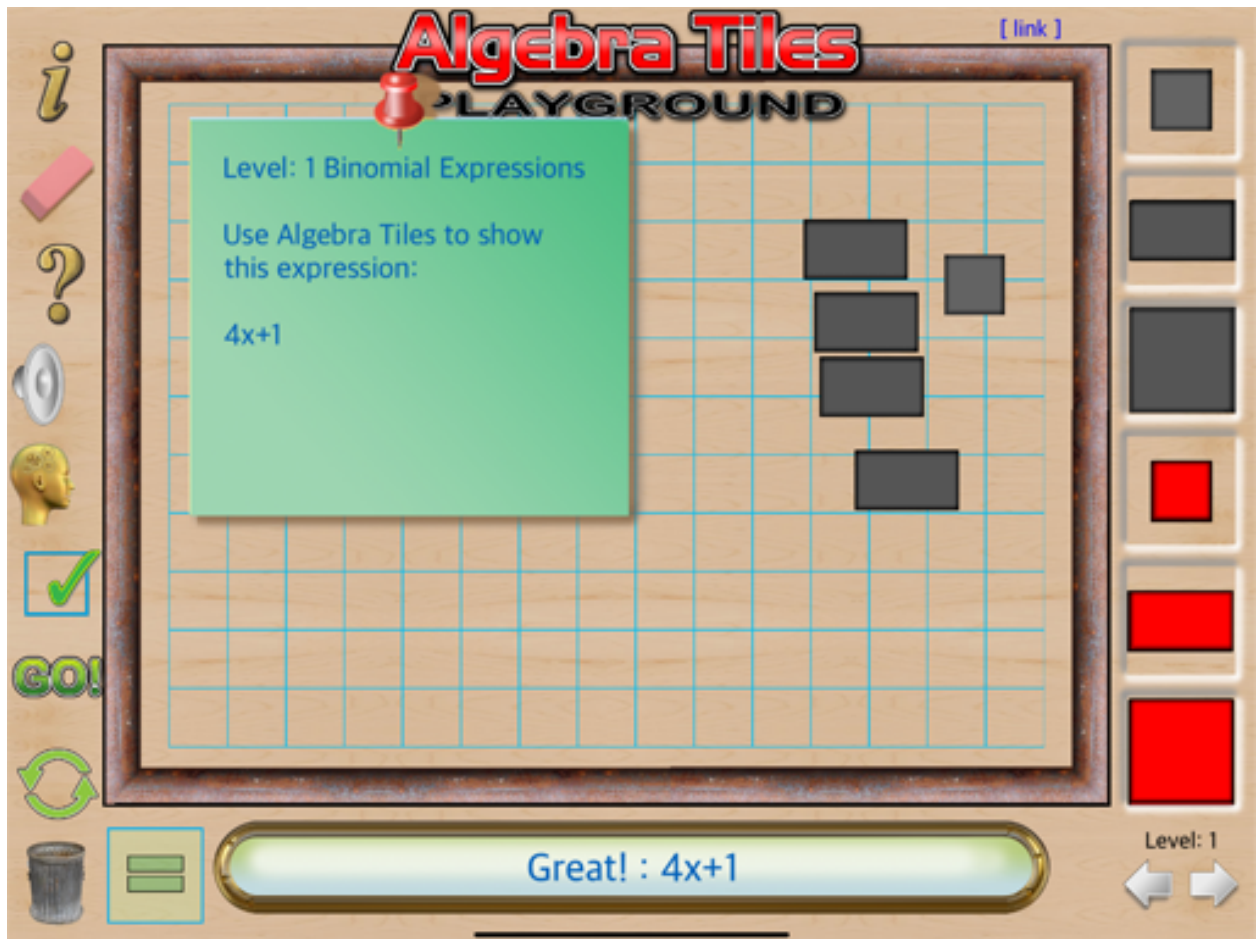 [ link ]
Algebra Tiles
PLAYGROUND
Level: 1 Binomial Expressions
Use Algebra Tiles to show
this expression:
4x+1
GO!
Level: 1
Great! : 4x+1